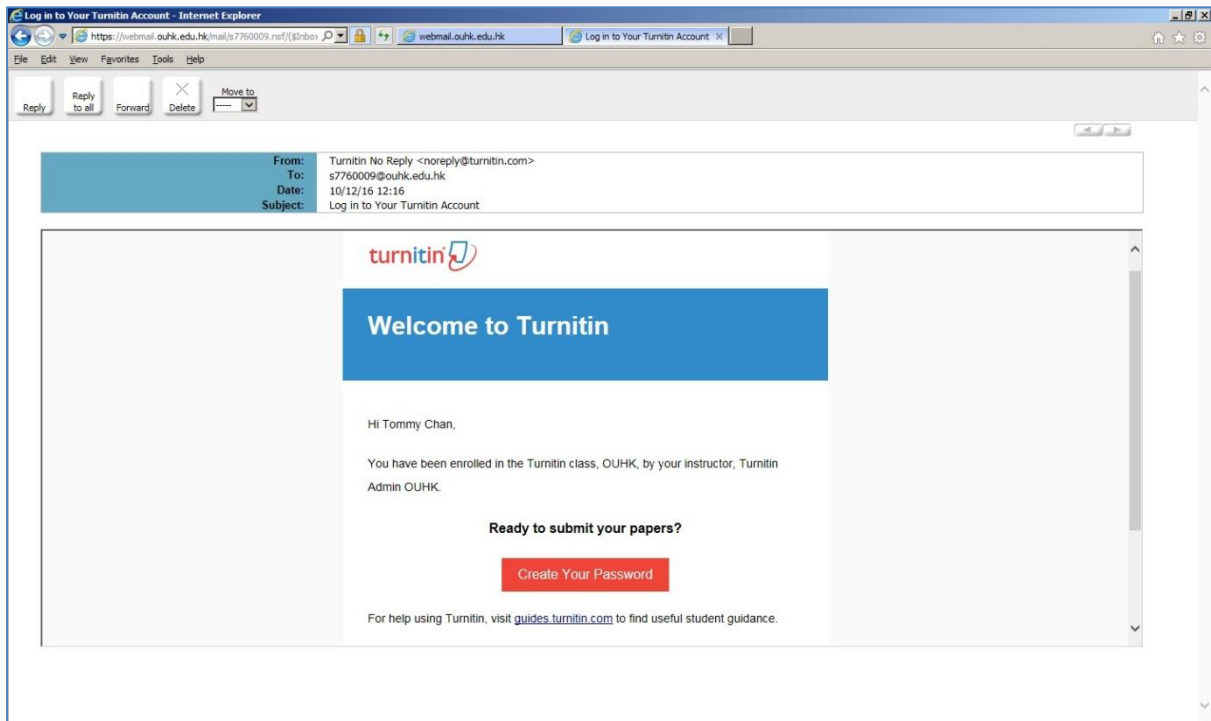 Log in to Your Turnitin Account - Internet Explorer
https://webmail.ouhk.edu.hk/mail/s7760009.nsf/($Inbox
webmail.ouhk.edu.hk
Log in to Your Turnitin Account
File Edit View Favorites Tools Help
Reply
Reply to all
Forward
Delete
Move to
-----
From: Turnitin No Reply <noreply@turnitin.com>
To: s7760009@ouhk.edu.hk
Date: 10/12/16 12:16
Subject: Log in to Your Turnitin Account
turnitin
Welcome to Turnitin
Hi Tommy Chan,
You have been enrolled in the Turnitin class, OUHK, by your instructor, Turnitin
Admin OUHK.
Ready to submit your papers?
Create Your Password
For help using Turnitin, visit guides.turnitin.com to find useful student guidance.